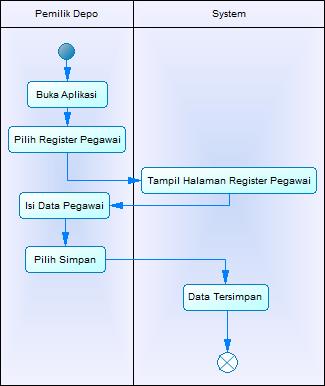 Pemilik Depo
System
Buka Aplikasi
Pilih Register Pegawai
Tampil Halaman Register Pegawai
Isi Data Pegawai
Pilih Simpan
Data Tersimpan